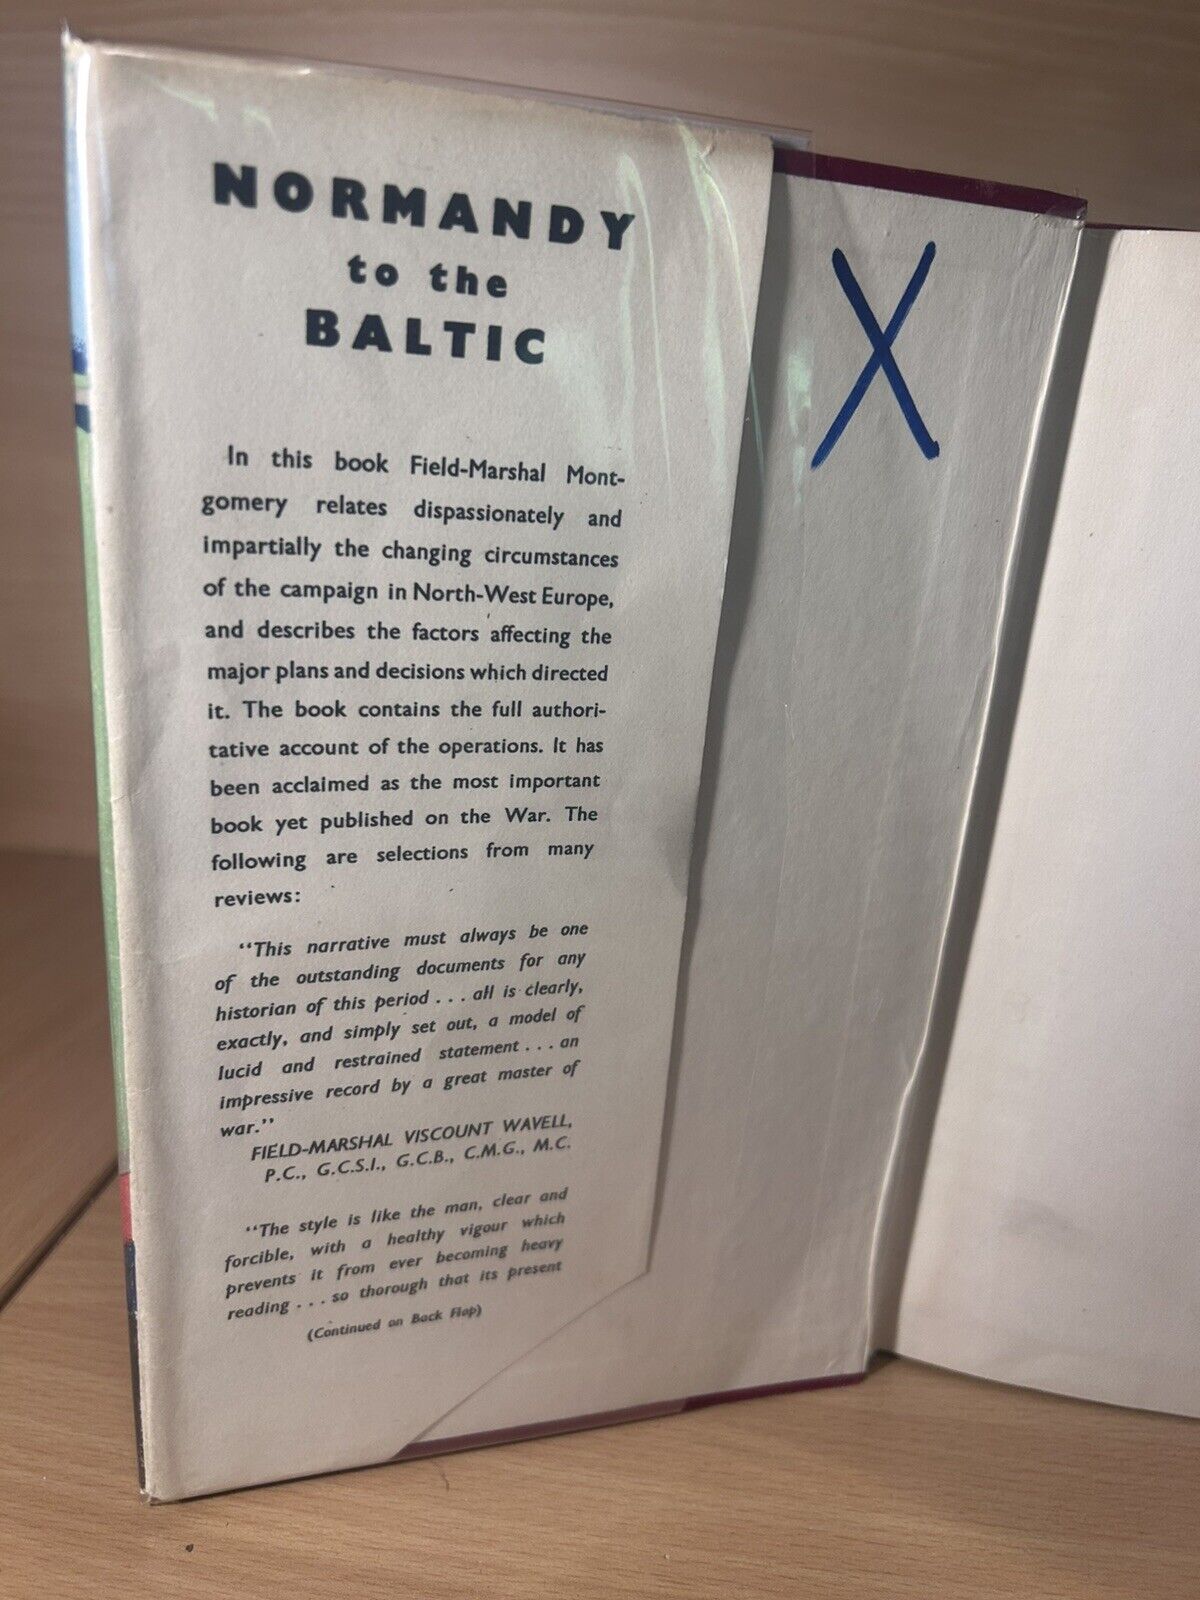 NORMANDY
to the
BALTIC
X
In this book Field-Marshal Mont-
gomery relates dispassionately and
impartially the changing circumstances
of the campaign in North-West Europe,
and describes the factors affecting the
major plans and decisions which directed
it. The book contains the full authori-
tative account of the operations. It has
been acclaimed as the most important
book yet published on the War. The
following are selections from many
reviews:
"This narrative must always be one
of the outstanding documents for any
historian of this period . . . all is clearly,
exactly, and simply set out, a model of
lucid and restrained statement . . . an
impressive record by a great master of
war."
FIELD-MARSHAL VISCOUNT WAVELL,
P.C., G.C.S.I., G.C.B., C.M.G., M.C.
"The style is like the man, clear and
forcible, with a healthy vigour which
prevents it from ever becoming heavy
reading . . . so thorough that its present
(Continued on Back Flap)